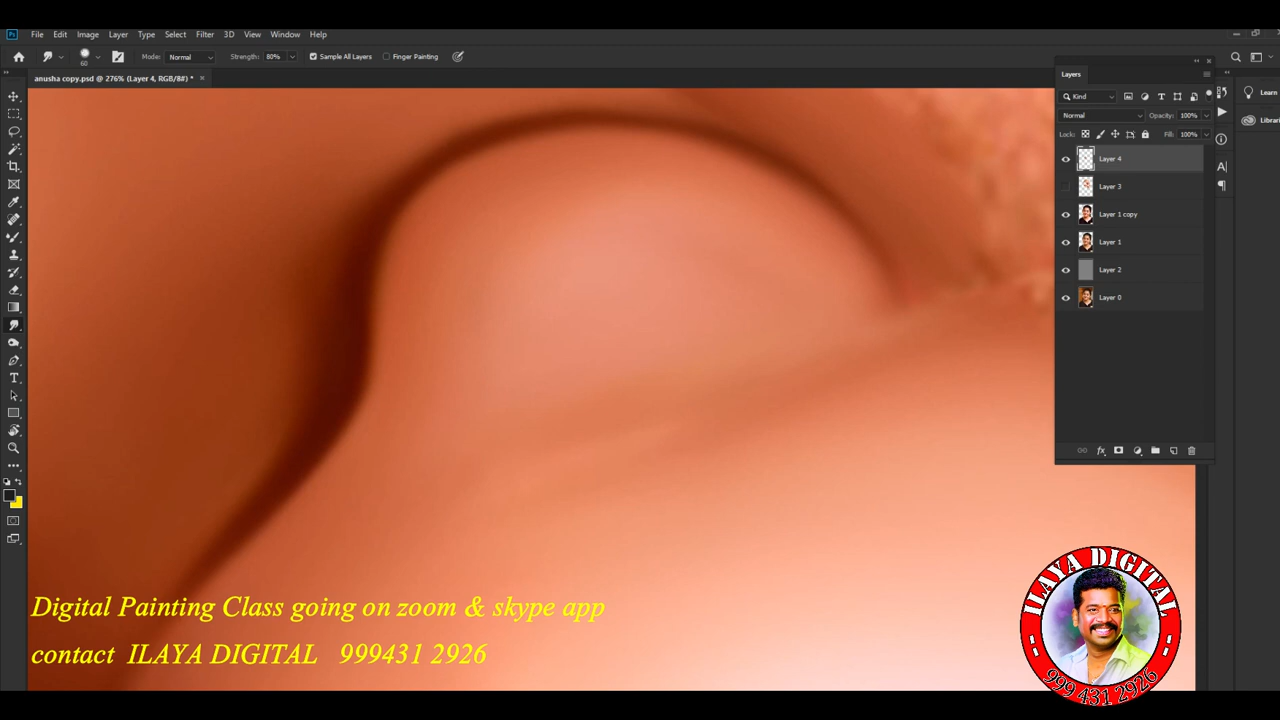 File Edit Image Layer Type Select Filter 3D View Window Help
60 Mode: Normal Strength: 80% Sample All Layers Finger Painting
anusha copy.psd @ 276% (Layer 4, RGB/8#) *
Layers
Kind
Normal Opacity: 100%
Lock: Fill: 100%
Layer 4
Layer 3
Layer 1 copy
Layer 1
Layer 2
Layer 0
Learn
Librari
Digital Painting Class going on zoom & skype app
contact ILAYA DIGITAL 999431 2926
ILAYA DIGITAL
999 431 2926